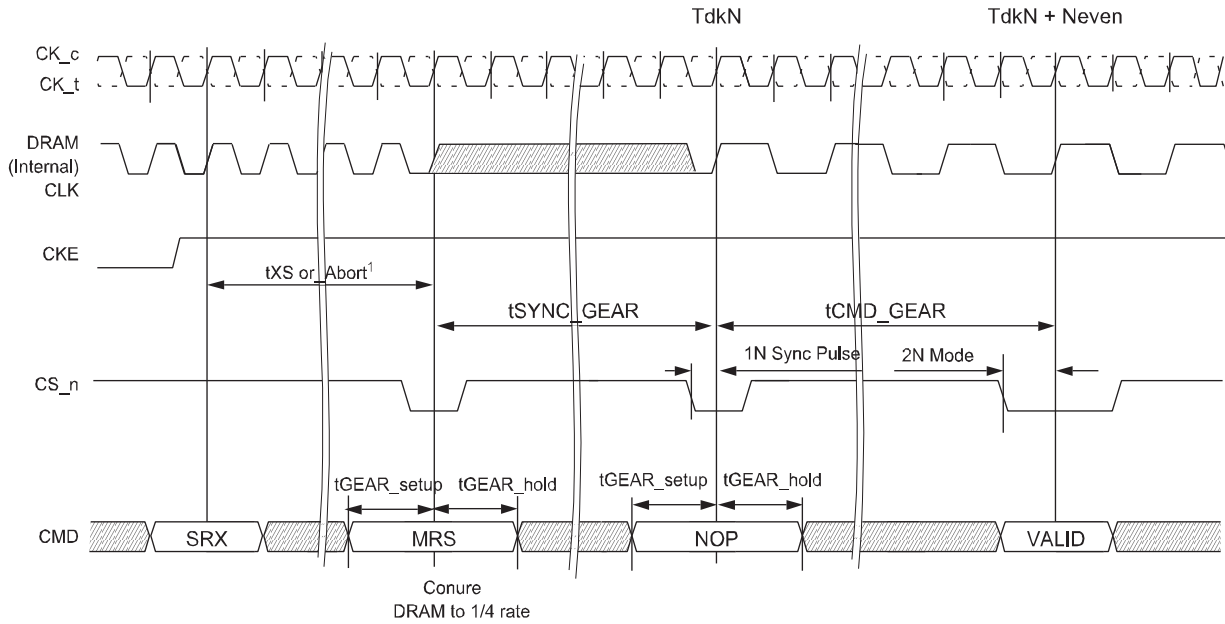 TdkN
TdkN + Neven
CK_c
CK_t
DRAM
(Internal)
CLK
CKE
tXS or_Abort1
tSYNC_GEAR
tCMD_GEAR
1N Sync Pulse
2N Mode
CS_n
tGEAR_setup
tGEAR_hold
tGEAR_setup
tGEAR_hold
CMD
SRX
MRS
NOP
VALID
Conure
DRAM to 1/4 rate